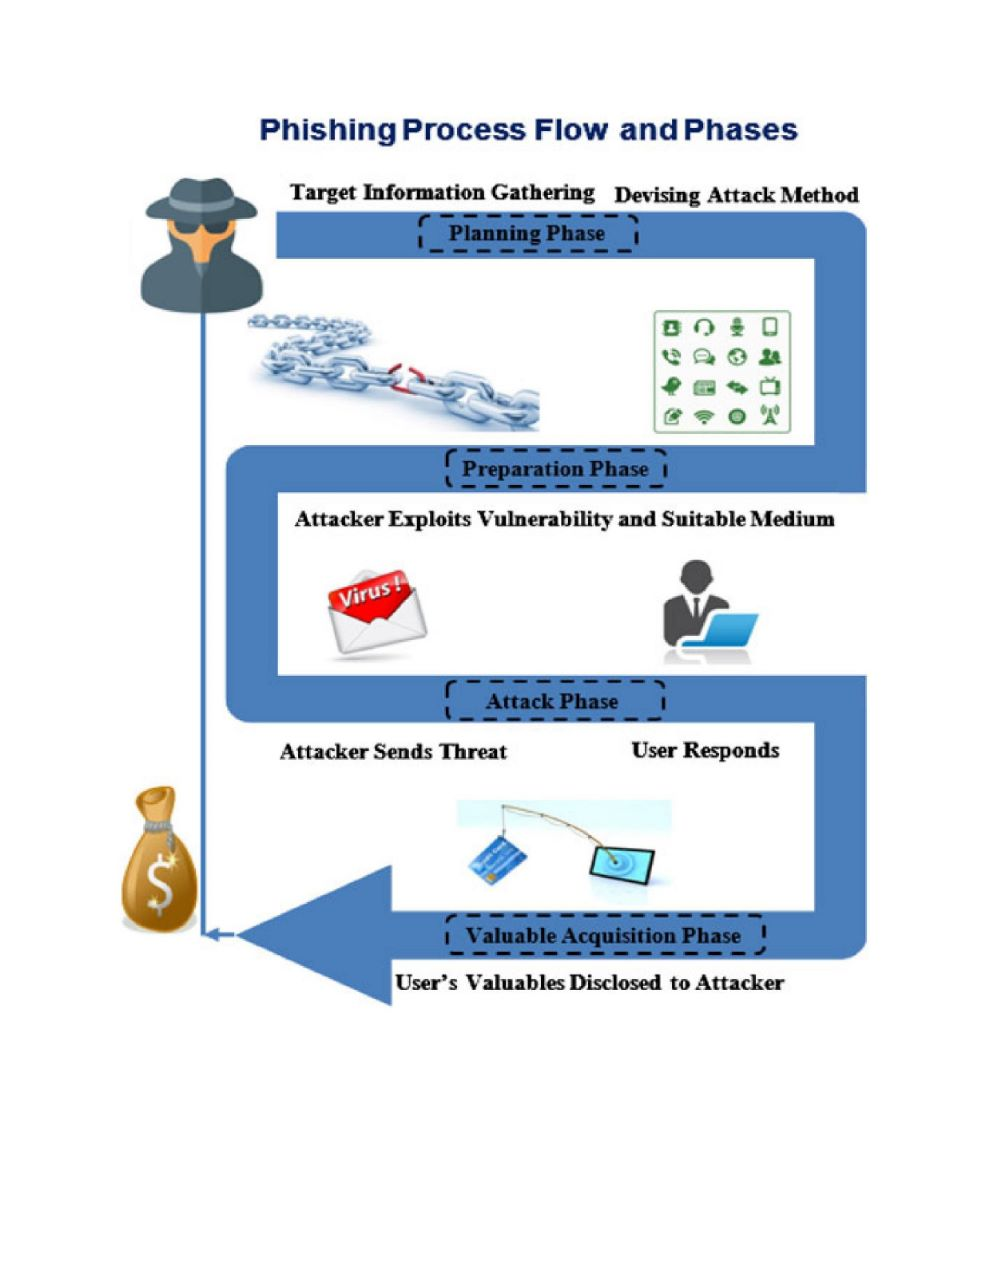 Phishing Process Flow and Phases
Target Information Gathering
Devising Attack Method
Planning Phase
Preparation Phase
Attacker Exploits Vulnerability and Suitable Medium
Virus !
Attack Phase
Attacker Sends Threat
User Responds
$
Valuable Acquisition Phase
User's Valuables Disclosed to Attacker